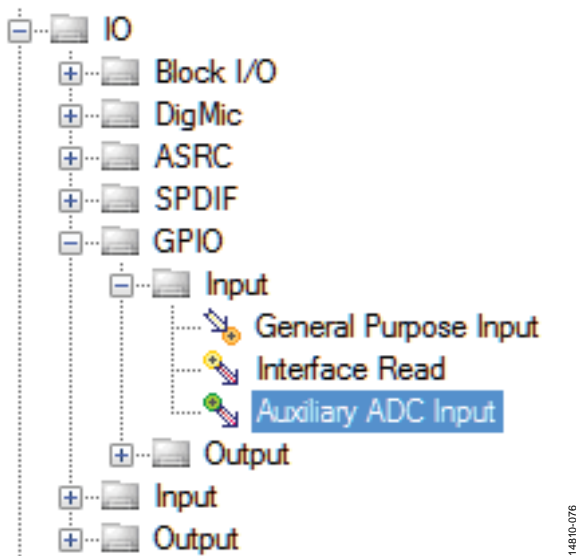 IO
Block I/O
DigMic
ASRC
SPDIF
GPIO
Input
General Purpose Input
Interface Read
Auxiliary ADC Input
Output
Input
Output
14810-076